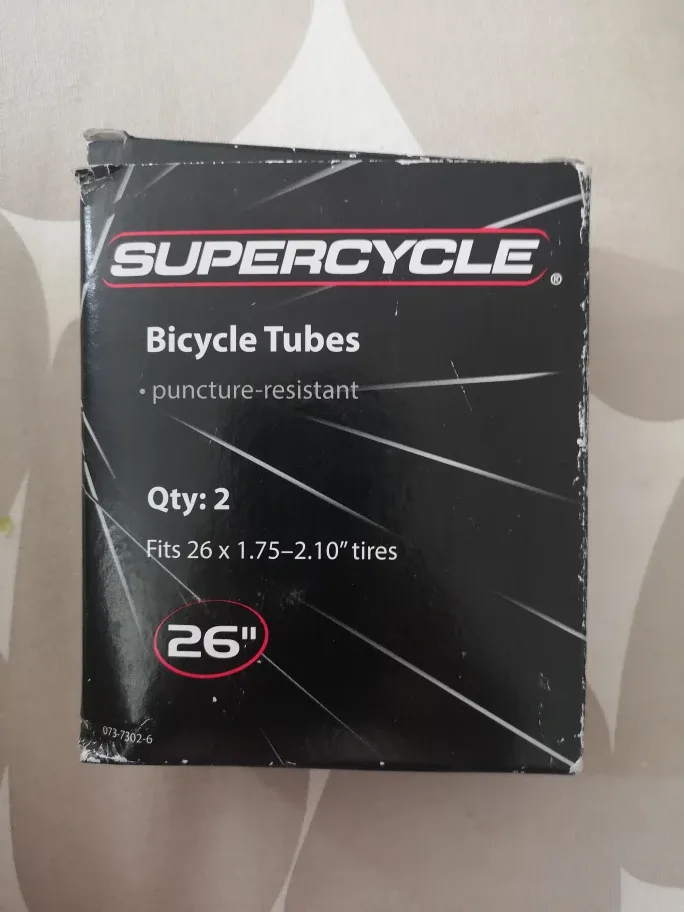 SUPERCYCLE®
Bicycle Tubes
• puncture-resistant
Qty: 2
Fits 26 x 1.75–2.10" tires
26"
073-7302-6